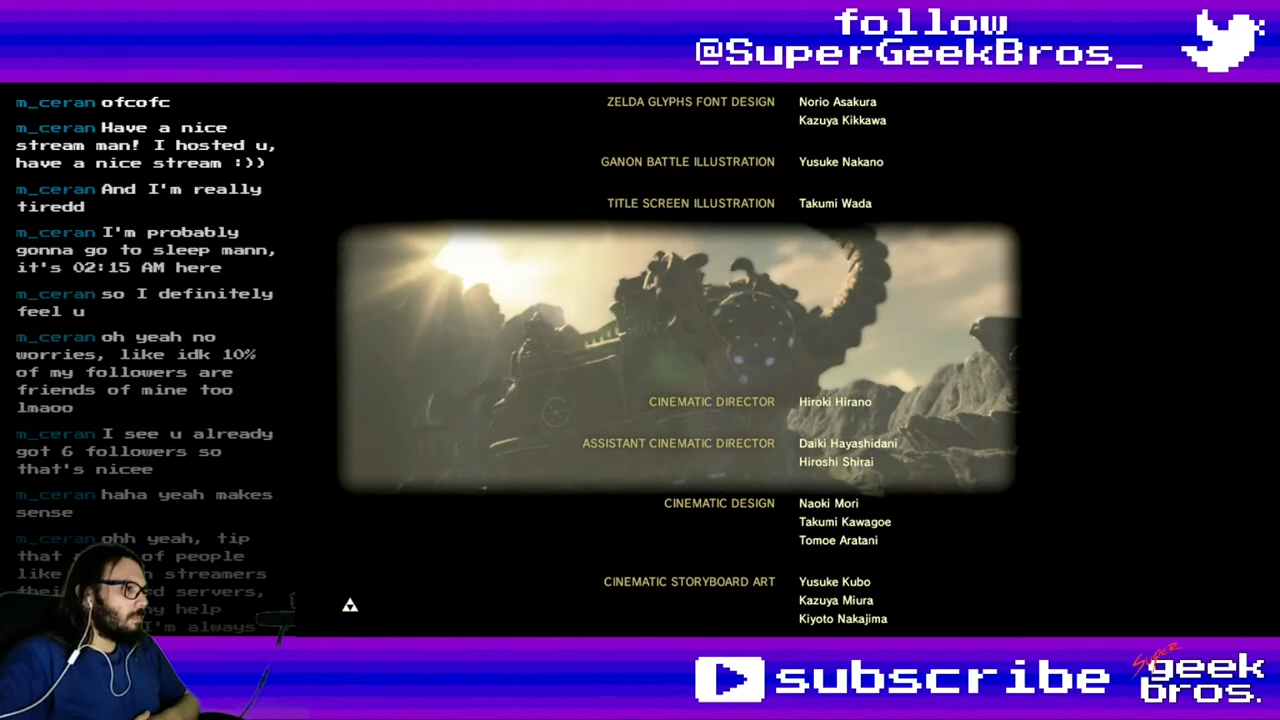 follow
@SuperGeekBros_
m_ceran ofcofc
m_ceran Have a nice
stream man! I hosted u,
have a nice stream :))
m_ceran And I'm really
tiredd
m_ceran I'm probably
gonna go to sleep mann,
it's 02:15 AM here
m_ceran so I definitely
feel u
m_ceran oh yeah no
worries, like idk 10%
of my followers are
friends of mine too
lmaoo
m_ceran I see u already
got 6 followers so
that's nicee
m_ceran haha yeah makes
sense
m_ceran ohh yeah, tip
that of people
like streamers
servers,
help
I'm always
ZELDA GLYPHS FONT DESIGN Norio Asakura
Kazuya Kikkawa
GANON BATTLE ILLUSTRATION Yusuke Nakano
TITLE SCREEN ILLUSTRATION Takumi Wada
CINEMATIC DIRECTOR Hiroki Hirano
ASSISTANT CINEMATIC DIRECTOR Daiki Hayashidani
Hiroshi Shirai
CINEMATIC DESIGN Naoki Mori
Takumi Kawagoe
Tomoe Aratani
CINEMATIC STORYBOARD ART Yusuke Kubo
Kazuya Miura
Kiyoto Nakajima
subscribe
super
geek
bros.